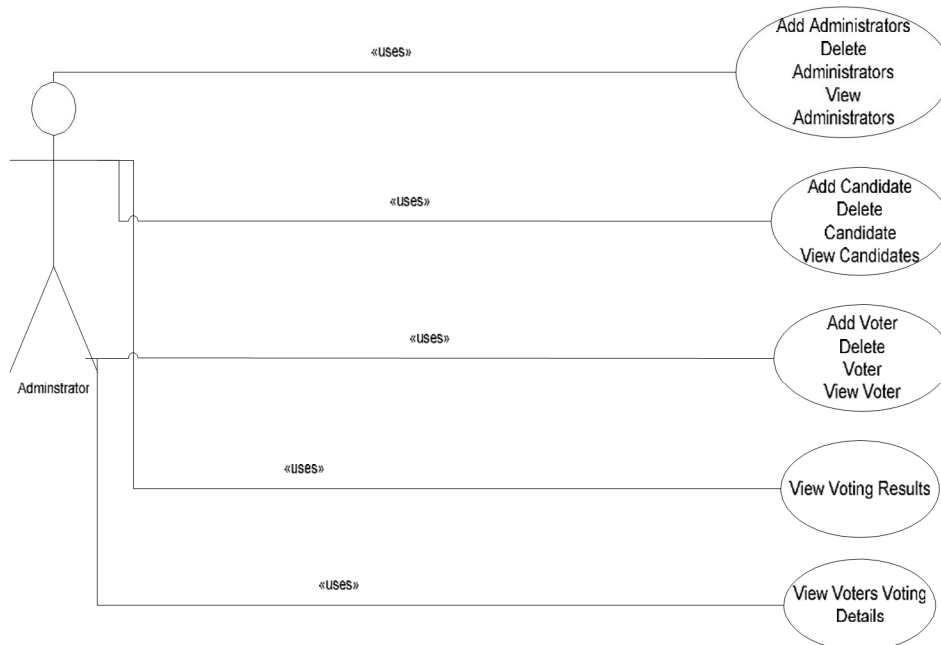 «uses»
Add Administrators
Delete
Administrators
View
Administrators
«uses»
Add Candidate
Delete
Candidate
View Candidates
«uses»
Add Voter
Delete
Voter
View Voter
Adminstrator
«uses»
View Voting Results
«uses»
View Voters Voting
Details